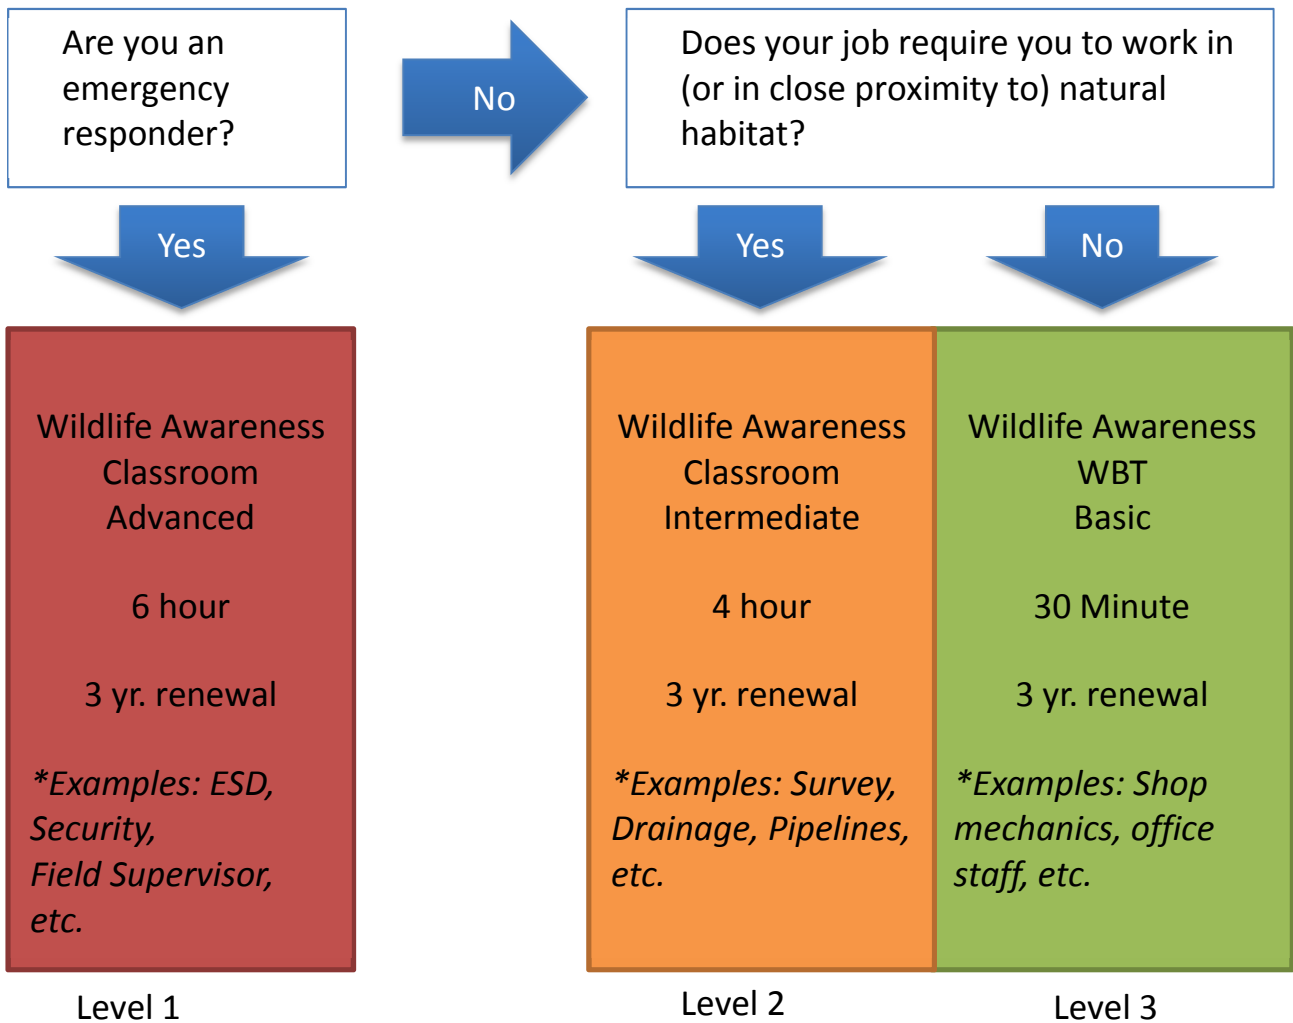 Are you an
emergency
responder?
No
Does your job require you to work in
(or in close proximity to) natural
habitat?
Yes
Yes
No
Wildlife Awareness
Classroom
Advanced
6 hour
3 yr. renewal
*Examples: ESD,
Security,
Field Supervisor,
etc.
Level 1
Wildlife Awareness
Classroom
Intermediate
4 hour
3 yr. renewal
*Examples: Survey,
Drainage, Pipelines,
etc.
Level 2
Wildlife Awareness
WBT
Basic
30 Minute
3 yr. renewal
*Examples: Shop
mechanics, office
staff, etc.
Level 3